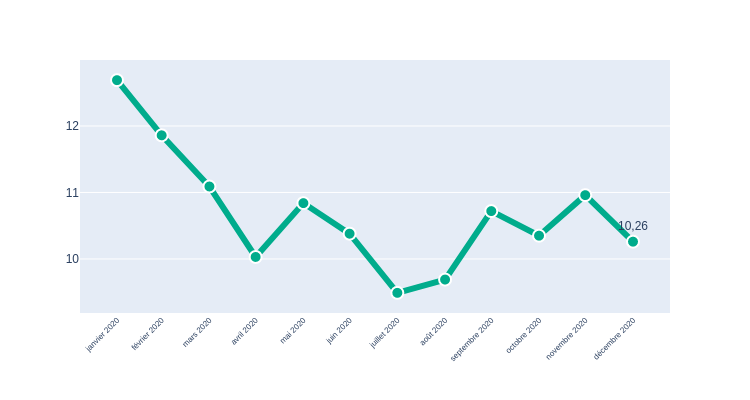 12
11
10
10,26
janvier 2020
février 2020
mars 2020
avril 2020
mai 2020
juin 2020
juillet 2020
août 2020
septembre 2020
octobre 2020
novembre 2020
décembre 2020